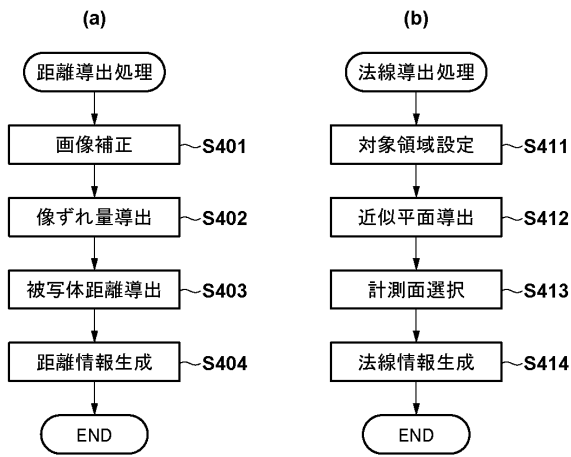 (a)
距離導出処理
画像補正
S401
像ずれ量導出
S402
被写体距離導出
S403
距離情報生成
S404
END
(b)
法線導出処理
対象領域設定
S411
近似平面導出
S412
計測面選択
S413
法線情報生成
S414
END